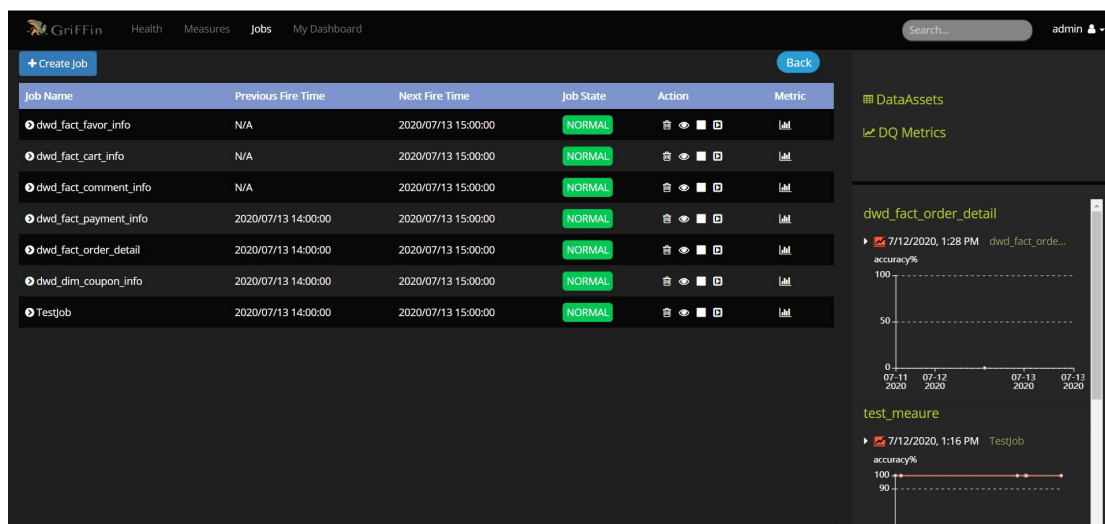 GriFFin Health Measures Jobs My Dashboard Search... admin
+ Create Job Back
Job Name Previous Fire Time Next Fire Time Job State Action Metric
dwd_fact_favor_info N/A 2020/07/13 15:00:00 NORMAL
dwd_fact_cart_info N/A 2020/07/13 15:00:00 NORMAL
dwd_fact_comment_info N/A 2020/07/13 15:00:00 NORMAL
dwd_fact_payment_info 2020/07/13 14:00:00 2020/07/13 15:00:00 NORMAL
dwd_fact_order_detail 2020/07/13 14:00:00 2020/07/13 15:00:00 NORMAL
dwd_dim_coupon_info 2020/07/13 14:00:00 2020/07/13 15:00:00 NORMAL
TestJob 2020/07/13 14:00:00 2020/07/13 15:00:00 NORMAL
DataAssets
DQ Metrics
dwd_fact_order_detail
7/12/2020, 1:28 PM dwd_fact_orde...
accuracy%
100
50
0
07-11 07-12 07-13 07-13
2020 2020 2020 2020
test_meaure
7/12/2020, 1:16 PM TestJob
accuracy%
100
90